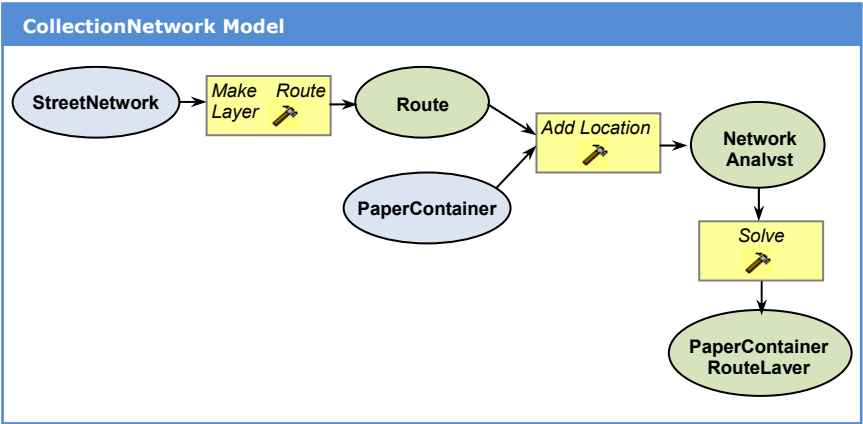 CollectionNetwork Model
StreetNetwork
Make Route
Layer
Route
Add Location
PaperContainer
Network
Analvst
Solve
PaperContainer
RouteLaver